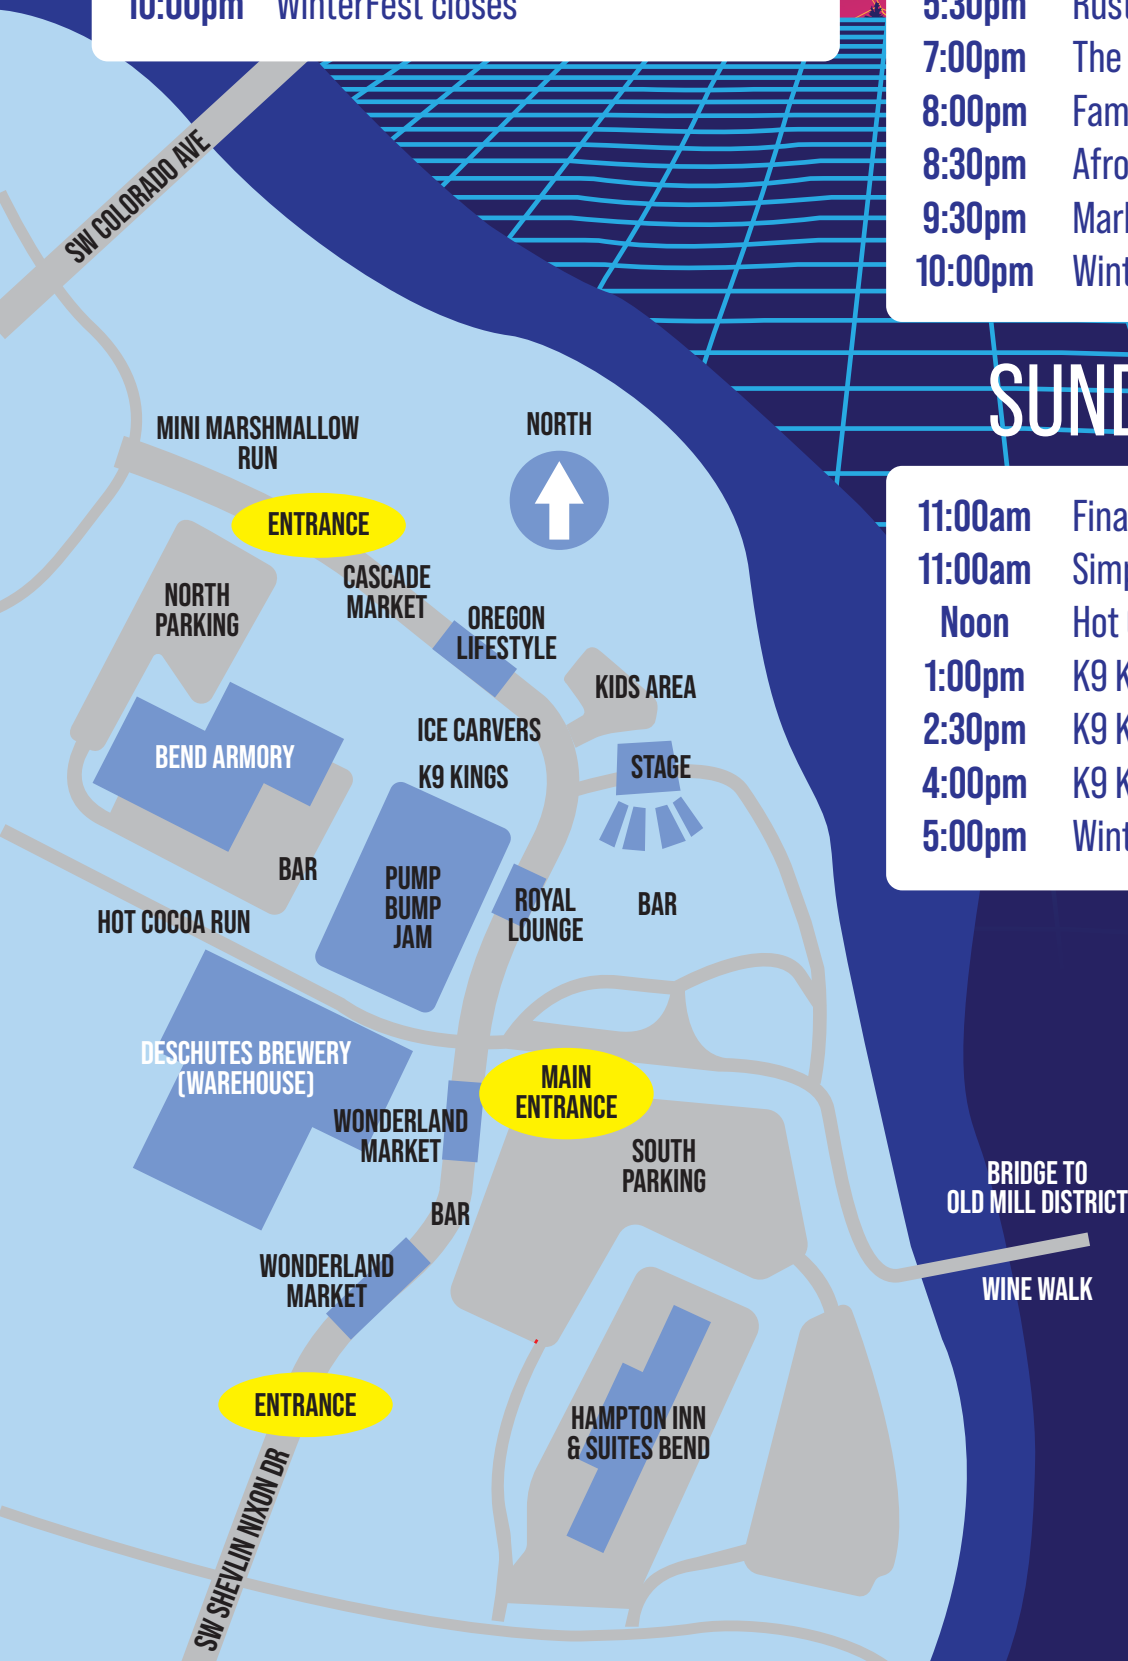 10:00pm WinterFest closes
5:30pm
7:00pm The
8:00pm
8:30pm
9:30pm
10:00pm
SW COLORADO AVE
MINI MARSHMALLOW
RUN
NORTH
ENTRANCE
CASCADE
MARKET
NORTH
PARKING
OREGON
LIFESTYLE
KIDS AREA
ICE CARVERS
K9 KINGS
STAGE
BEND ARMORY
BAR
PUMP
BUMP
JAM
ROYAL
LOUNGE
BAR
HOT COCOA RUN
DESCHUTES BREWERY
(WAREHOUSE)
MAIN
ENTRANCE
WONDERLAND
MARKET
SOUTH
PARKING
BAR
WONDERLAND
MARKET
ENTRANCE
HAMPTON INN
& SUITES BEND
SW SHEVLIN NIXON DR
BRIDGE TO
OLD MILL DISTRICT
WINE WALK
SUND
11:00am
11:00am
Noon Hot
1:00pm K9 K
2:30pm K9 K
4:00pm K9 K
5:00pm